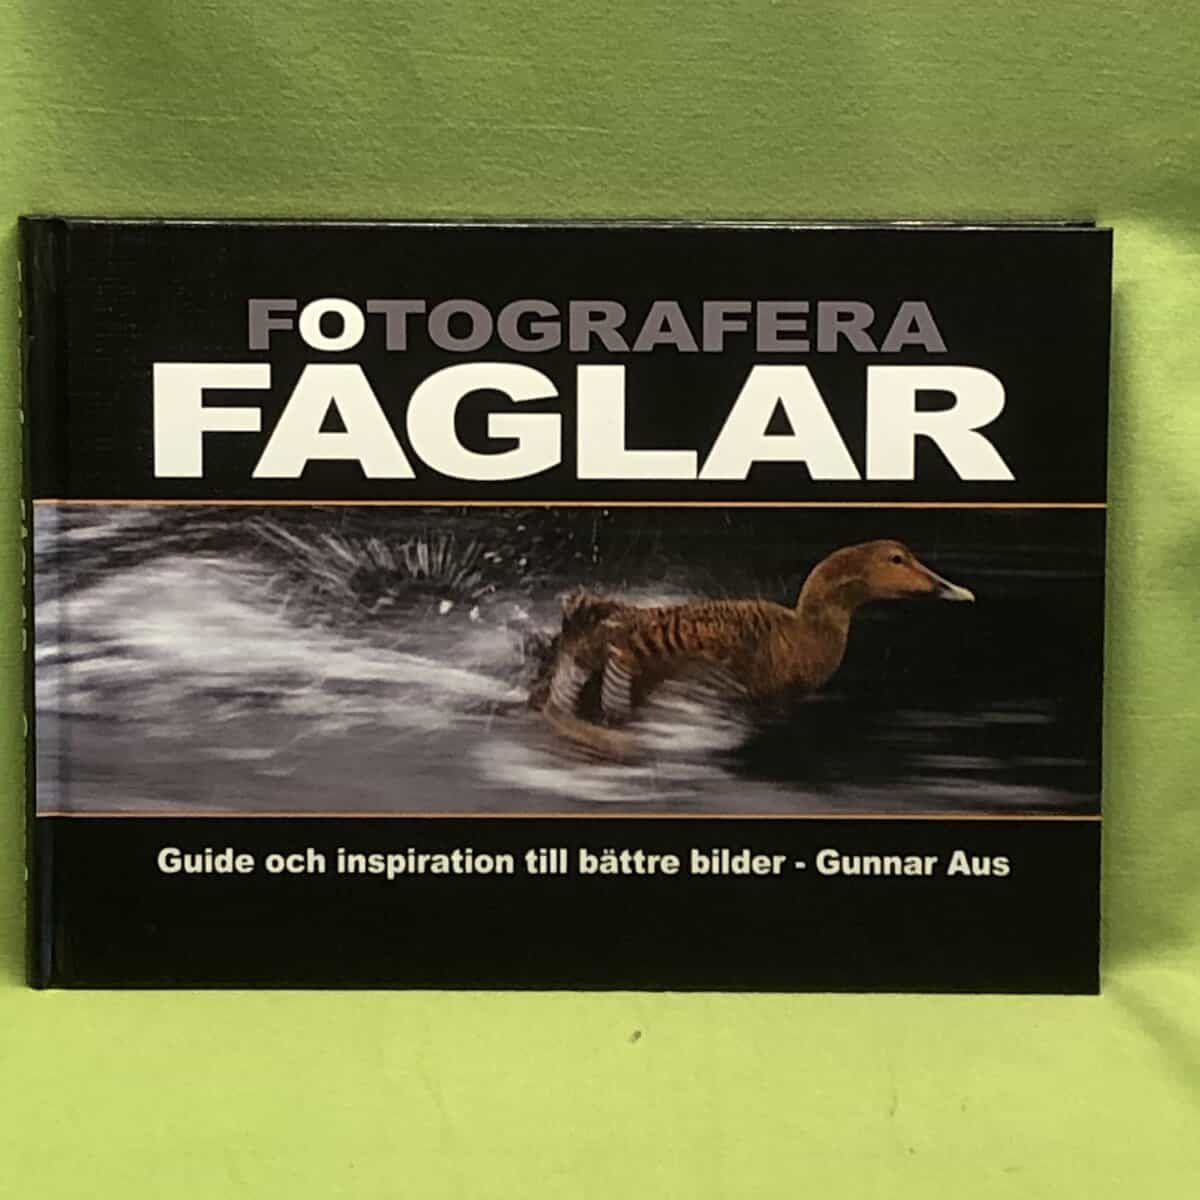 FOTOGRAFERA
FÅGLAR
Guide och inspiration till bättre bilder - Gunnar Aus